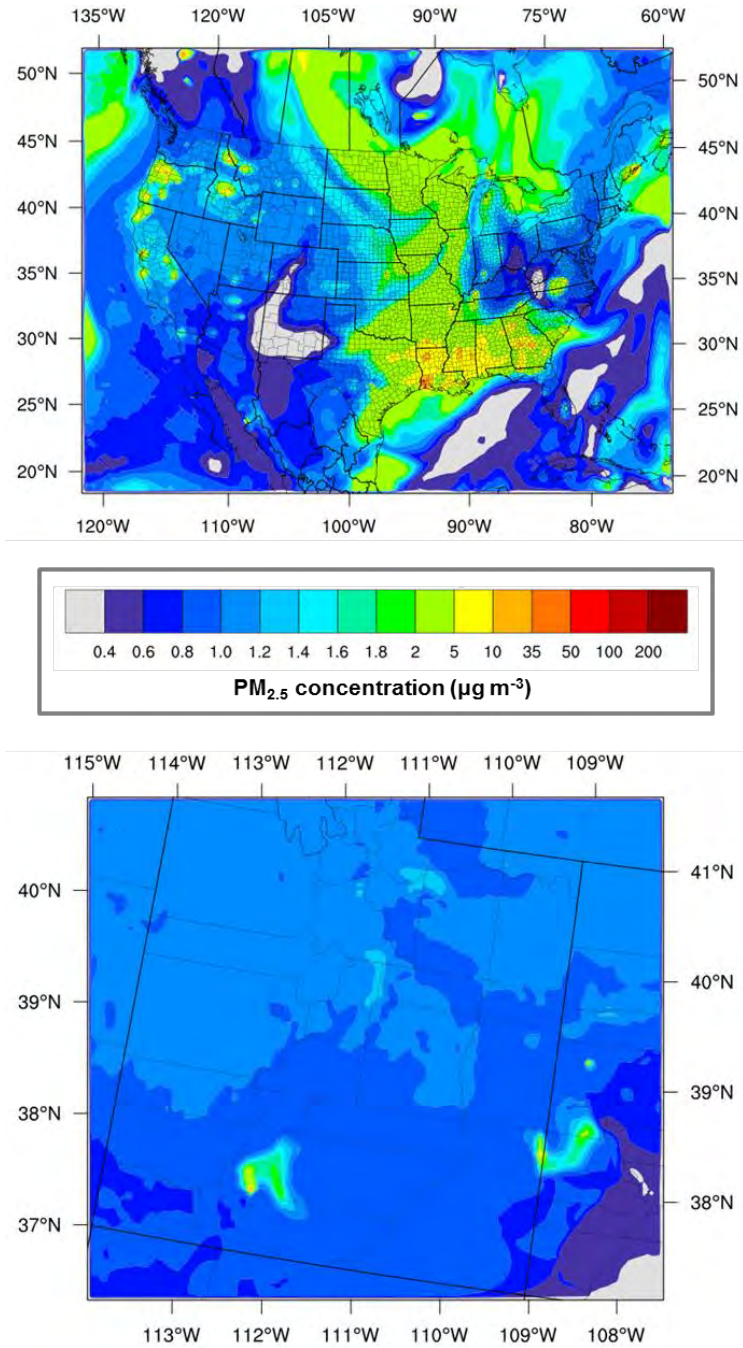 135°W 120°W 105°W 90°W 75°W 60°W
50°N 50°N
45°N 45°N
40°N 40°N
35°N 35°N
30°N 30°N
25°N 25°N
20°N 20°N
120°W 110°W 100°W 90°W 80°W
0.4 0.6 0.8 1.0 1.2 1.4 1.6 1.8 2 5 10 35 50 100 200
PM2.5 concentration (µg m-3)
115°W 114°W 113°W 112°W 111°W 110°W 109°W
41°N
40°N
40°N
39°N
39°N
38°N
38°N
37°N
113°W 112°W 111°W 110°W 109°W 108°W